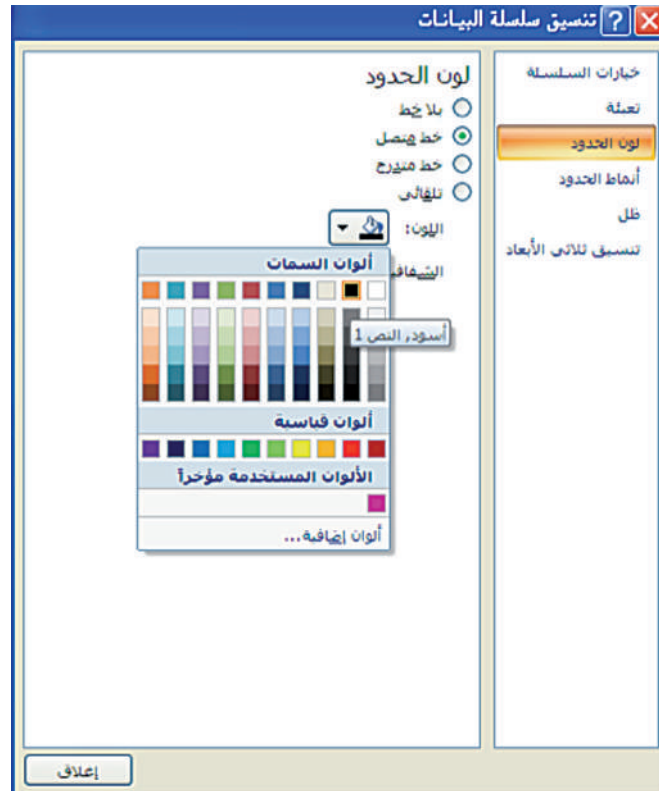 تنسيق سلسلة البيانات
خيارات السلسلة
تعبئة
لون الحدود
أنماط الحدود
ظل
تنسيق ثلاثي الأبعاد
لون الحدود
بلا خط
خط متصل
خط متدرج
تلقائي
اللون:
ألوان السمات
أسود, النص 1
ألوان قياسية
الألوان المستخدمة مؤخراً
ألوان إضافية...
إغلاق